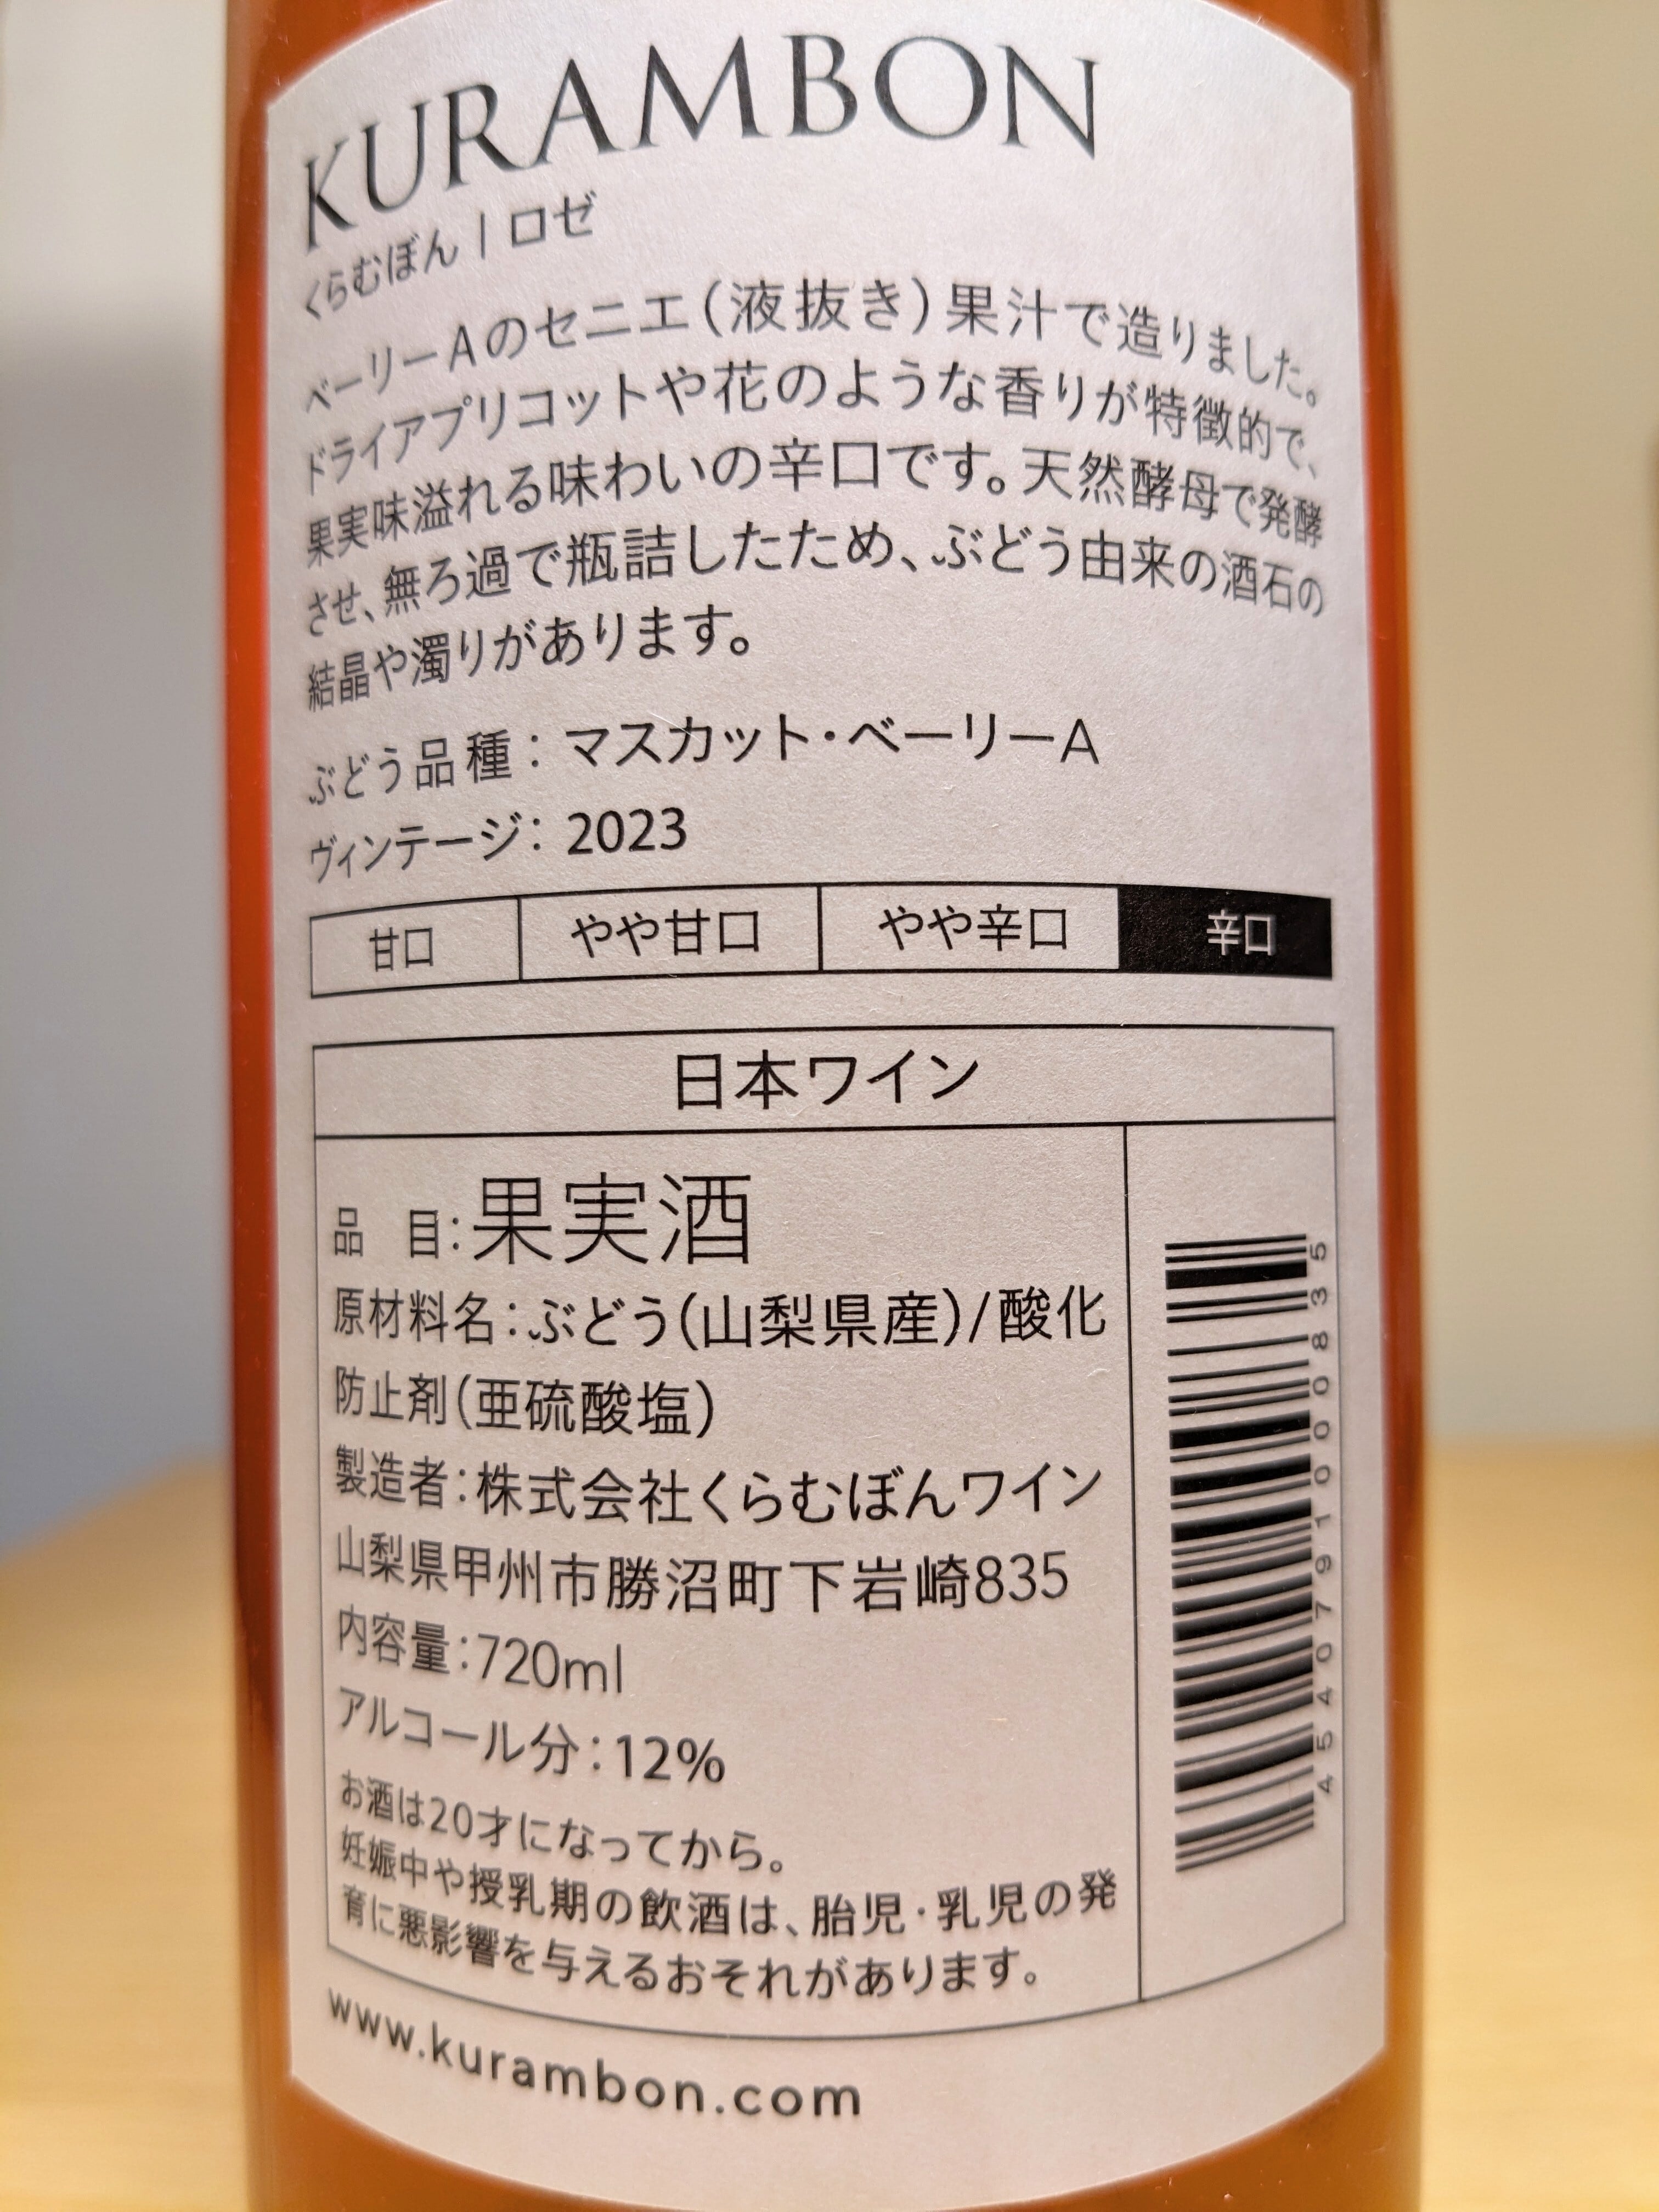 KURAMBON
くらむぼん | ロゼ
ベーリーAのセニエ(液抜き)果汁で造りました。
ドライアプリコットや花のような香りが特徴的で、
果実味溢れる味わいの辛口です。天然酵母で発酵
させ、無ろ過で瓶詰したため、ぶどう由来の酒石の
結晶や濁りがあります。
ぶどう品種：マスカット・ベーリーA
ヴィンテージ：2023
甘口 やや甘口 やや辛口 辛口
日本ワイン
品 目：果実酒
原材料名：ぶどう(山梨県産)/酸化
防止剤(亜硫酸塩)
製造者：株式会社くらむぼんワイン
山梨県甲州市勝沼町下岩崎835
内容量：720ml
アルコール分：12%
お酒は20才になってから。
妊娠中や授乳期の飲酒は、胎児・乳児の発
育に悪影響を与えるおそれがあります。
4540791000835
www.kurambon.com